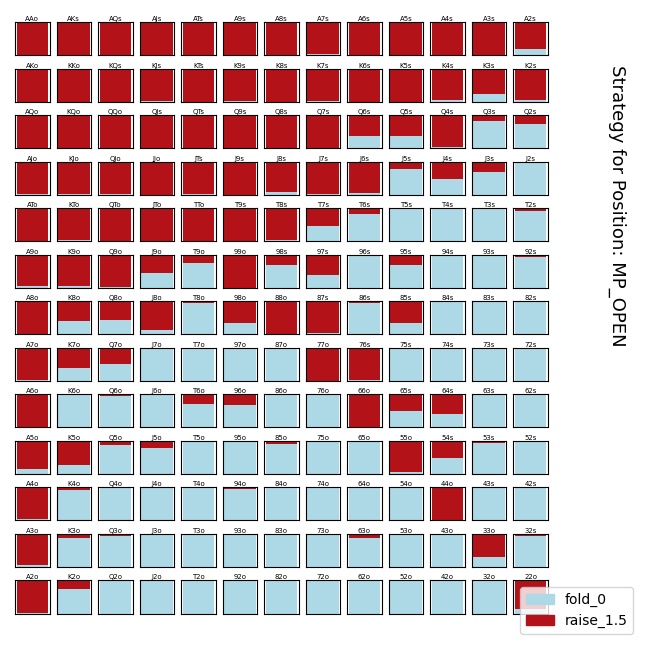 AAo AKs AQs AJs ATs A9s A8s A7s A6s A5s A4s A3s A2s
AKo KKo KQs KJs KTs K9s K8s K7s K6s K5s K4s K3s K2s
AQo KQo QQo QJs QTs Q9s Q8s Q7s Q6s Q5s Q4s Q3s Q2s
AJo KJo QJo JJo JTs J9s J8s J7s J6s J5s J4s J3s J2s
ATo KTo QTo JTo TTo T9s T8s T7s T6s T5s T4s T3s T2s
A9o K9o Q9o J9o T9o 99o 98s 97s 96s 95s 94s 93s 92s
A8o K8o Q8o J8o T8o 98o 88o 87s 86s 85s 84s 83s 82s
A7o K7o Q7o J7o T7o 97o 87o 77o 76s 75s 74s 73s 72s
A6o K6o Q6o J6o T6o 96o 86o 76o 66o 65s 64s 63s 62s
A5o K5o Q5o J5o T5o 95o 85o 75o 65o 55o 54s 53s 52s
A4o K4o Q4o J4o T4o 94o 84o 74o 64o 54o 44o 43s 42s
A3o K3o Q3o J3o T3o 93o 83o 73o 63o 53o 43o 33o 32s
A2o K2o Q2o J2o T2o 92o 82o 72o 62o 52o 42o 32o 22o
Strategy for Position: MP_OPEN
fold_0
raise_1.5